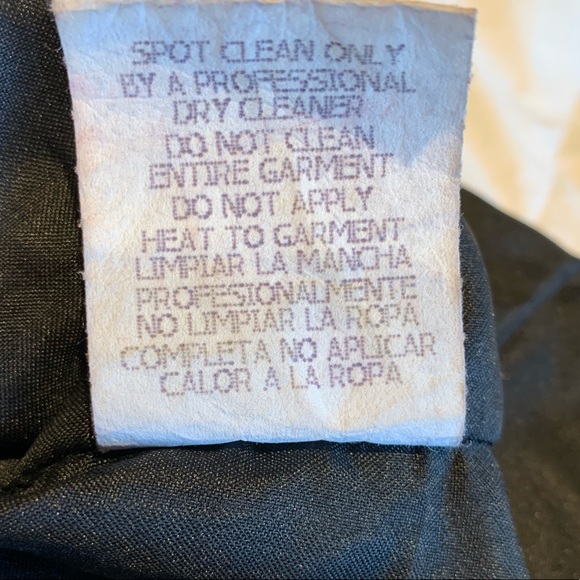 SPOT CLEAN ONLY
BY A PROFESSIONAL
DRY CLEANER
DO NOT CLEAN
ENTIRE GARMENT
DO NOT APPLY
HEAT TO GARMENT
LIMPIAR LA MANCHA
PROFESIONALMENTE
NO LIMPIAR LA ROPA
COMPLETA NO APLICAR
CALOR A LA ROPA